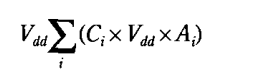 V_{dd} \sum_{i} (C_i \times V_{dd} \times A_i)